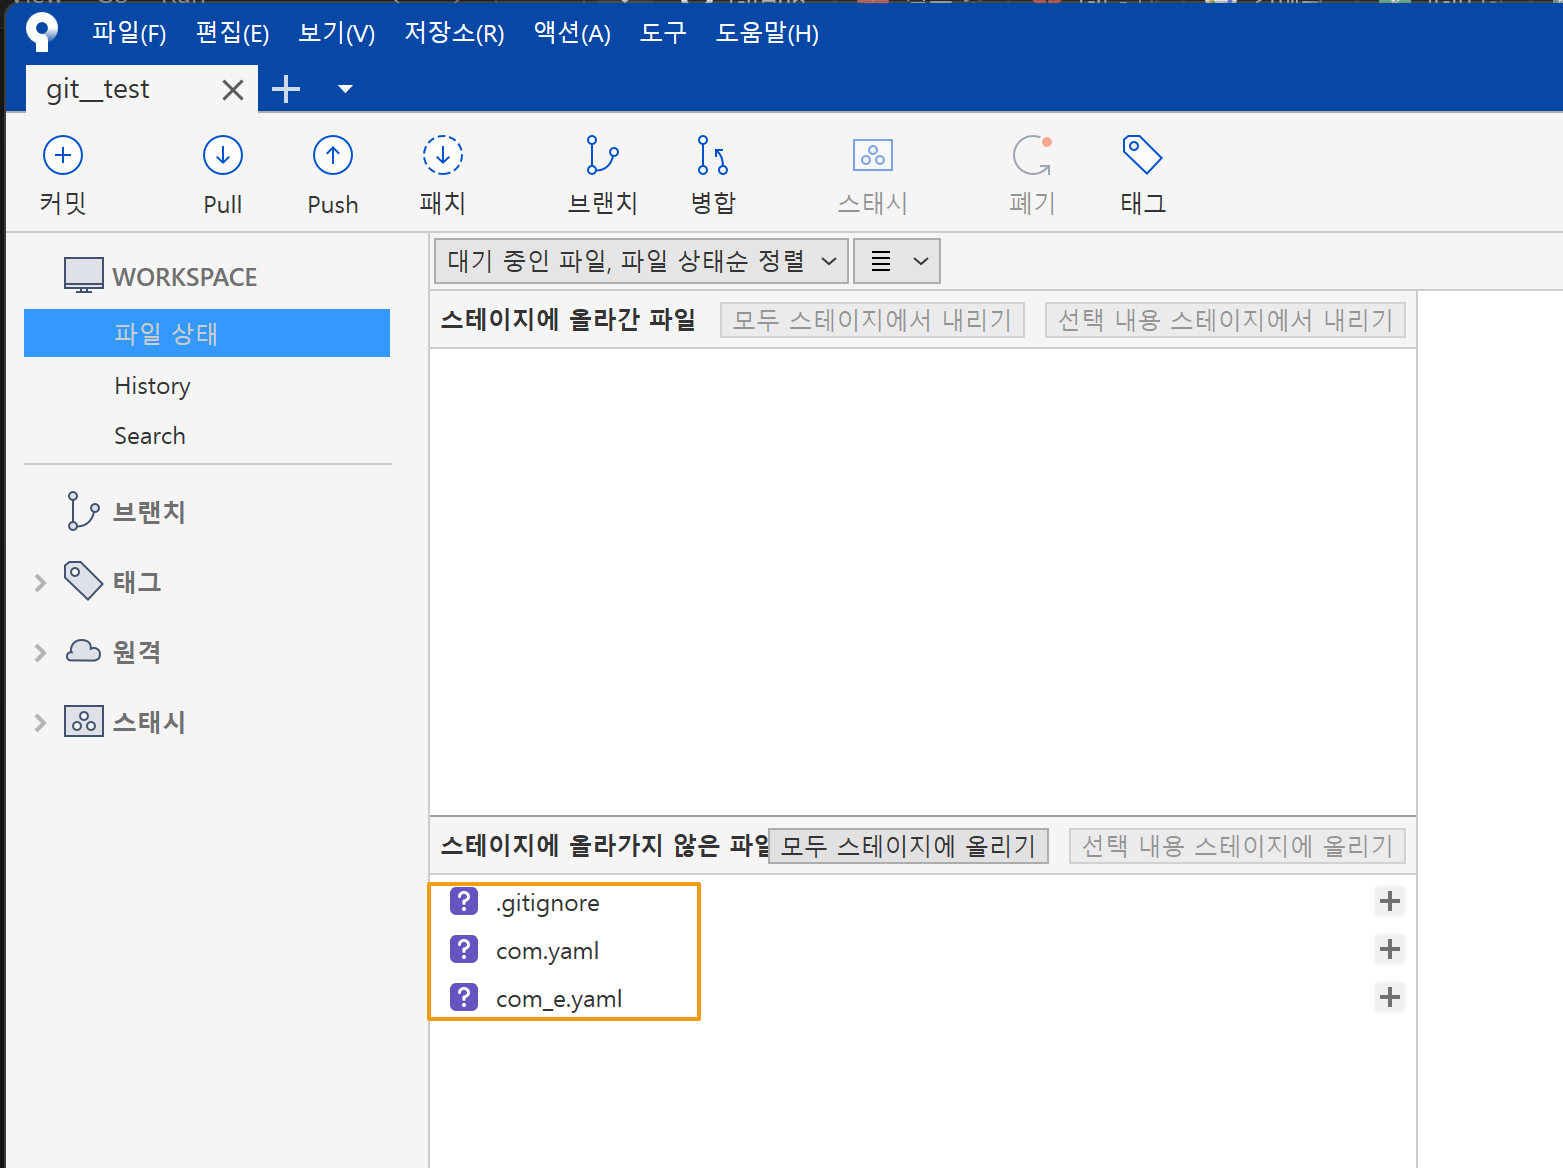 파일(F) 편집(E) 보기(V) 저장소(R) 액션(A) 도구 도움말(H)
git__test
커밋 Pull Push 패치 브랜치 병합 스태시 폐기 태그
WORKSPACE
파일 상태
History
Search
브랜치
태그
원격
스태시
대기 중인 파일, 파일 상태순 정렬
스테이지에 올라간 파일 모두 스테이지에서 내리기 선택 내용 스테이지에서 내리기
스테이지에 올라가지 않은 파일 모두 스테이지에 올리기 선택 내용 스테이지에 올리기
.gitignore
com.yaml
com_e.yaml